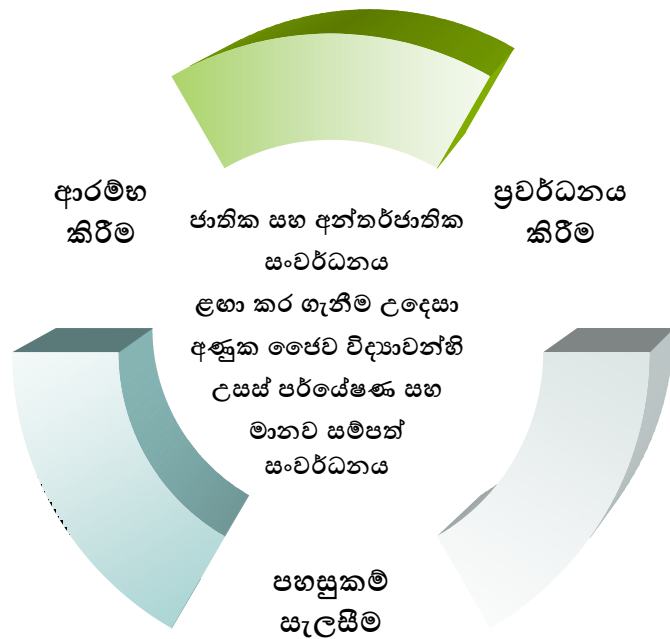 ආරම්භ
කිරීම
ප්‍රවර්ධනය
කිරීම
ජාතික සහ අන්තර්ජාතික
සංවර්ධනය
ළඟා කර ගැනීම උදෙසා
අණුක ජෛව විද්‍යාවන්හි
උසස් පර්යේෂණ සහ
මානව සම්පත්
සංවර්ධනය
පහසුකම්
සැලසීම